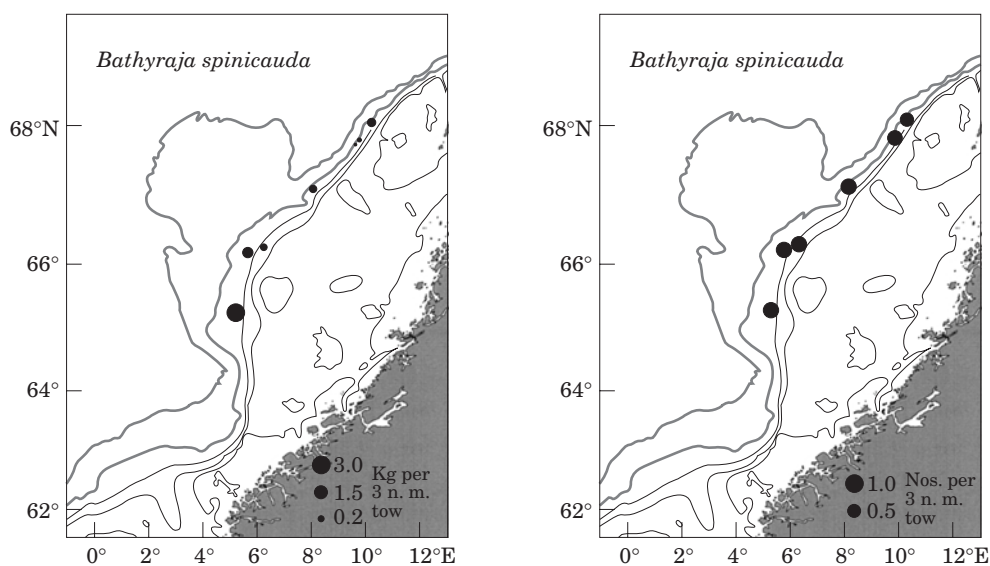 Bathyraja spinicauda
68°N
66°
64°
62°
3.0
1.5
0.2
Kg per
3 n. m.
tow
0°
2°
4°
6°
8°
10°
12°E
Bathyraja spinicauda
68°N
66°
64°
62°
1.0
0.5
Nos. per
3 n. m.
tow
0°
2°
4°
6°
8°
10°
12°E